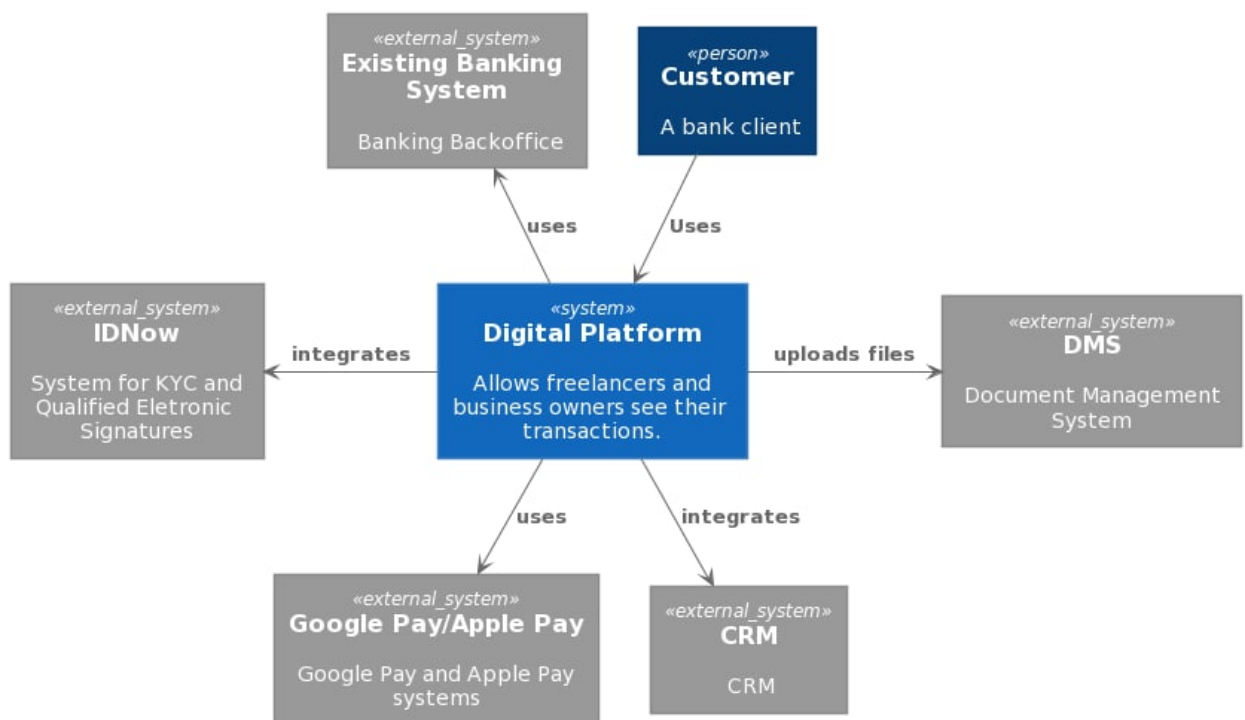 «external_system»
Existing Banking
System
Banking Backoffice
«person»
Customer
A bank client
uses
Uses
«external_system»
IDNow
System for KYC and
Qualified Eletronic
Signatures
integrates
«system»
Digital Platform
Allows freelancers and
business owners see their
transactions.
uploads files
«external_system»
DMS
Document Management
System
uses
integrates
«external_system»
Google Pay/Apple Pay
Google Pay and Apple Pay
systems
«external_system»
CRM
CRM